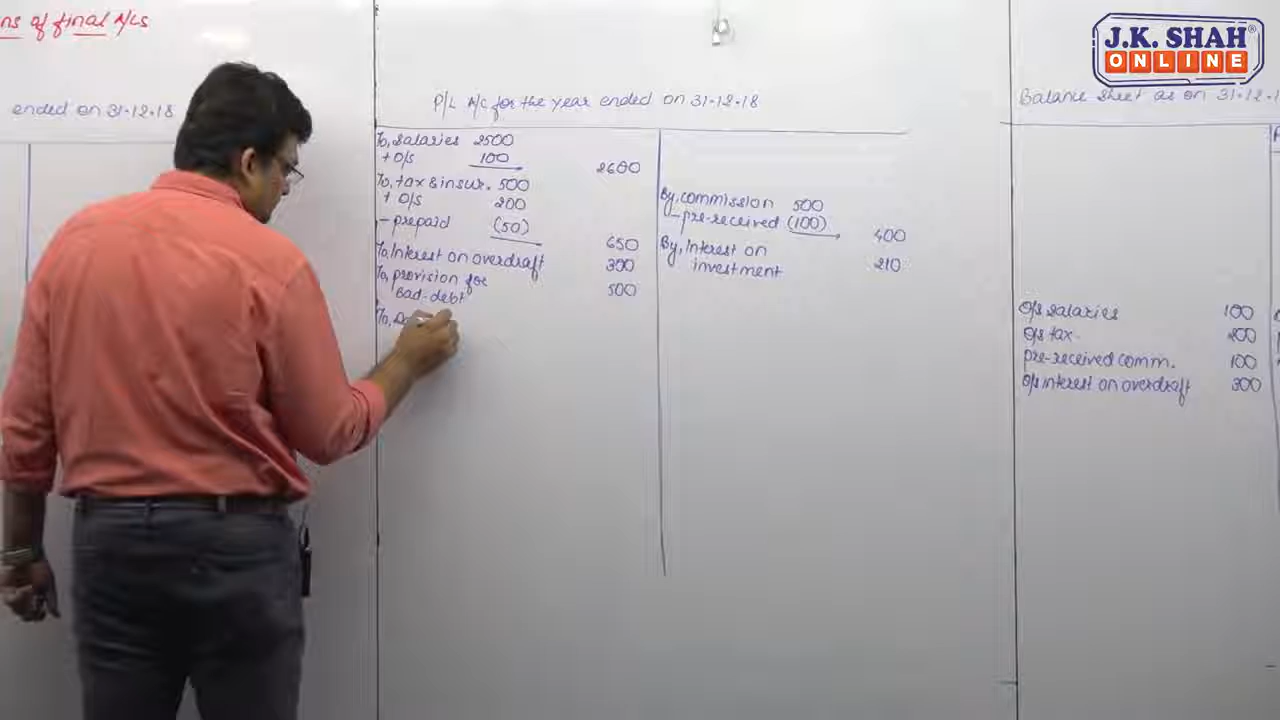 ns of final A/cs
J.K. SHAH®
ONLINE
ended on 31-12-18
P/L A/C for the year ended on 31-12-18
To, salaries 2500
+ O/S 100 2600
To, tax & insur. 500
+ O/S 200
- prepaid (50) 650
To, Interest on overdraft 300
To, provision for
Bad-debt 500
To,
By, commission 500
- pre-received (100) 400
By, Interest on
investment 210
Balance sheet as on 31-12-1
O/s salaries 100
O/s tax 200
pre-received comm. 100
O/s interest on overdraft 300